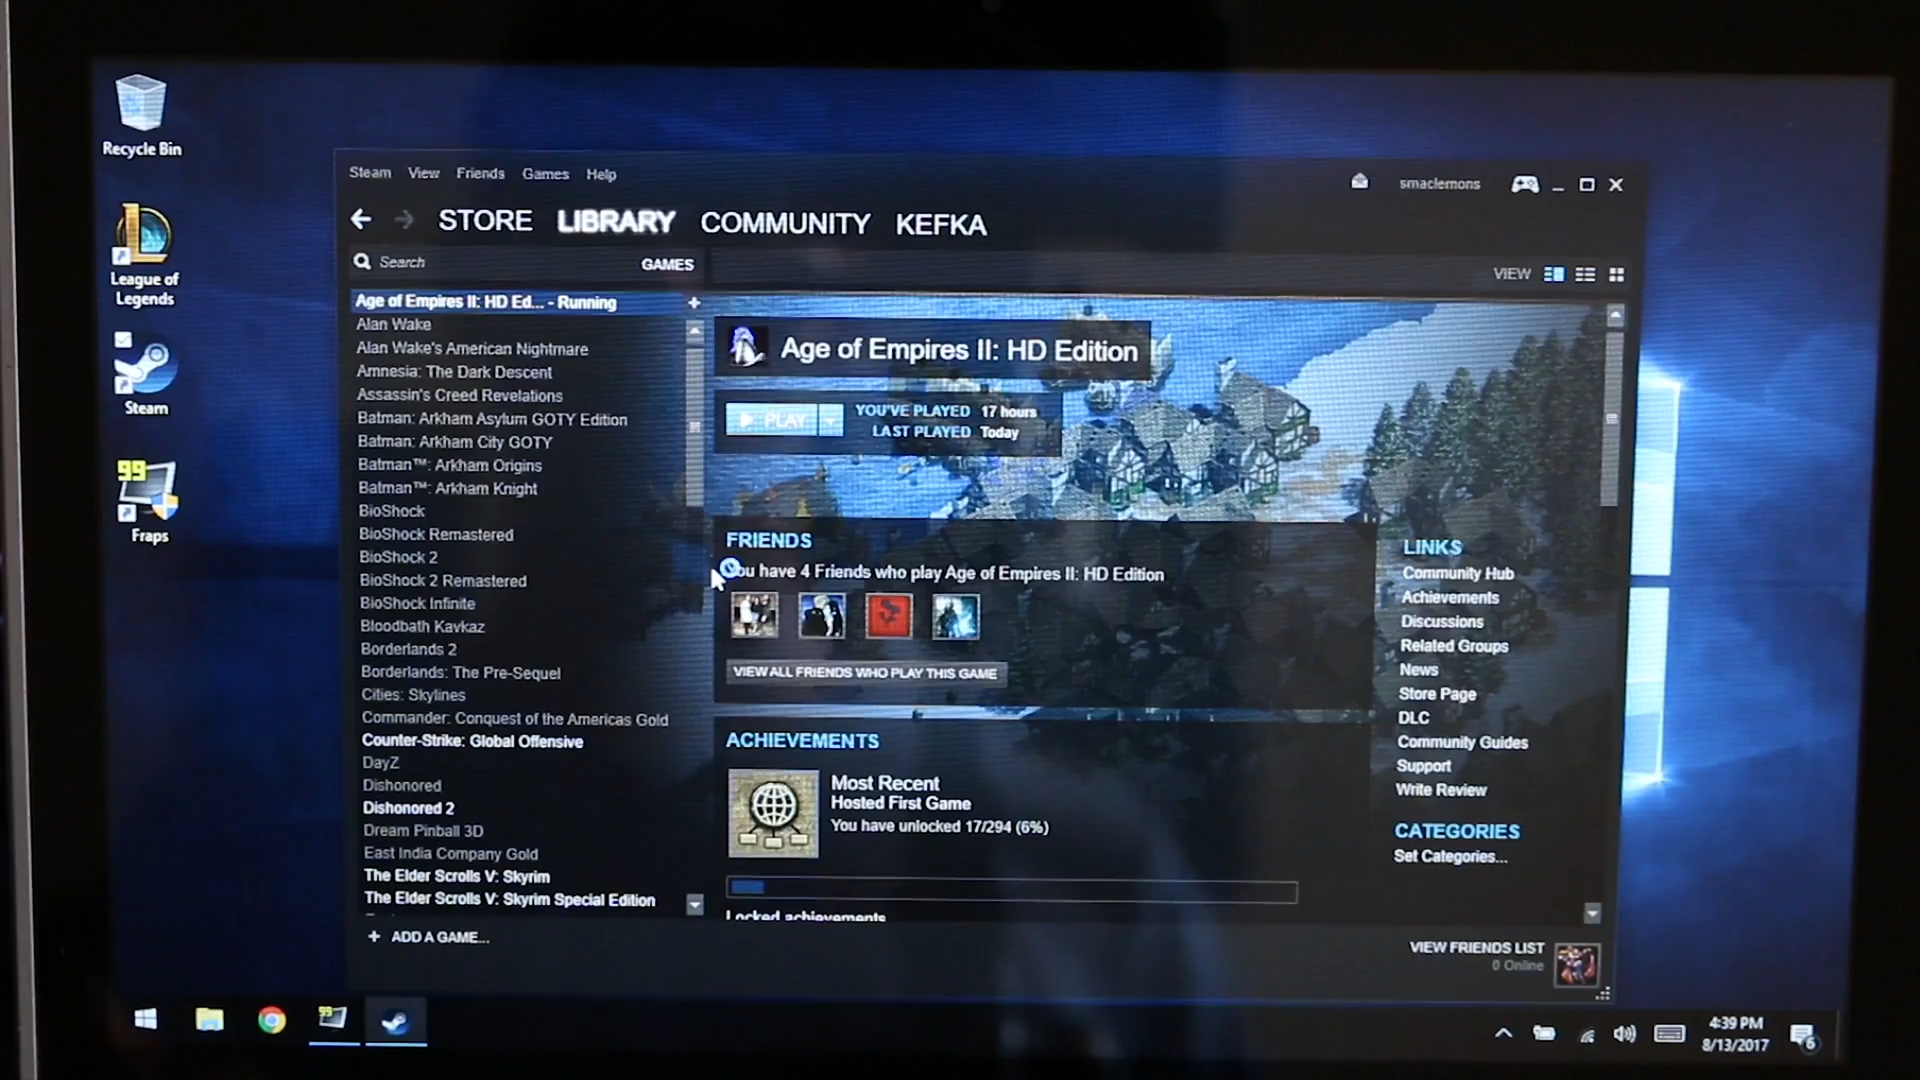 Recycle Bin
League of
Legends
Steam
99
Fraps
Steam View Friends Games Help
smaclemons
STORE LIBRARY COMMUNITY KEFKA
Search
GAMES
VIEW
Age of Empires II: HD Ed... - Running
Alan Wake
Alan Wake's American Nightmare
Amnesia: The Dark Descent
Assassin's Creed Revelations
Batman: Arkham Asylum GOTY Edition
Batman: Arkham City GOTY
Batman™: Arkham Origins
Batman™: Arkham Knight
BioShock
BioShock Remastered
BioShock 2
BioShock 2 Remastered
BioShock Infinite
Bloodbath Kavkaz
Borderlands 2
Borderlands: The Pre-Sequel
Cities: Skylines
Commander: Conquest of the Americas Gold
Counter-Strike: Global Offensive
DayZ
Dishonored
Dishonored 2
Dream Pinball 3D
East India Company Gold
The Elder Scrolls V: Skyrim
The Elder Scrolls V: Skyrim Special Edition
+ ADD A GAME...
Age of Empires II: HD Edition
PLAY
YOU'VE PLAYED 17 hours
LAST PLAYED Today
FRIENDS
You have 4 Friends who play Age of Empires II: HD Edition
VIEW ALL FRIENDS WHO PLAY THIS GAME
ACHIEVEMENTS
Most Recent
Hosted First Game
You have unlocked 17/294 (6%)
Locked achievements
LINKS
Community Hub
Achievements
Discussions
Related Groups
News
Store Page
DLC
Community Guides
Support
Write Review
CATEGORIES
Set Categories...
VIEW FRIENDS LIST
0 Online
99
4:39 PM
8/13/2017
6